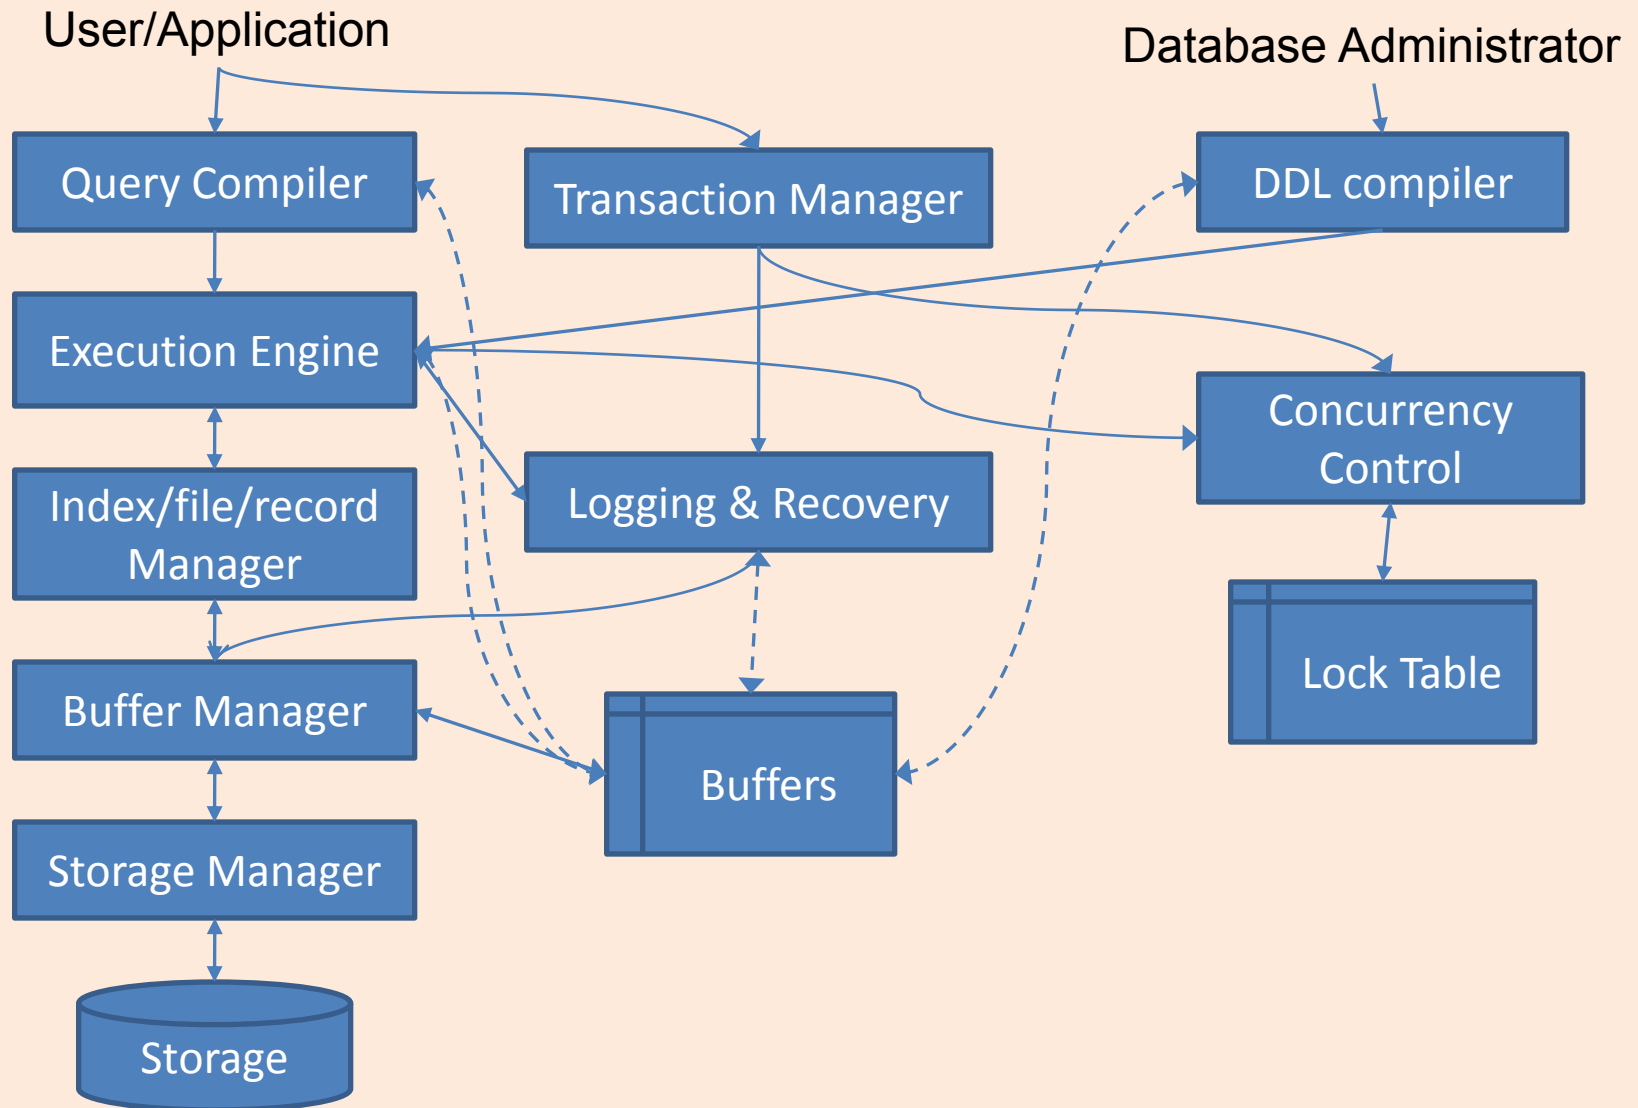 User/Application
Database Administrator
Query Compiler
Transaction Manager
DDL compiler
Execution Engine
Concurrency
Control
Index/file/record
Manager
Logging & Recovery
Lock Table
Buffer Manager
Buffers
Storage Manager
Storage